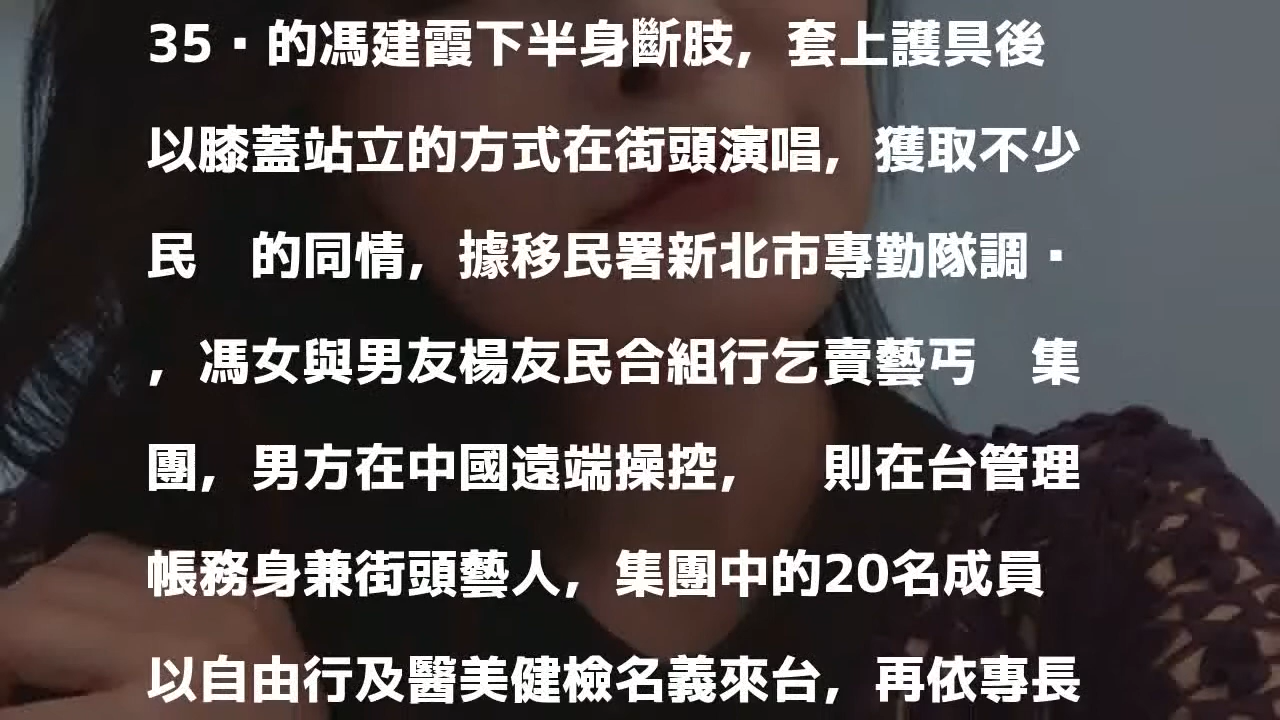 35·的馮建霞下半身斷肢，套上護具後
以膝蓋站立的方式在街頭演唱，獲取不少
民　的同情，據移民署新北市專勤隊調·
，馮女與男友楊友民合組行乞賣藝丐　集
團，男方在中國遠端操控，　則在台管理
帳務身兼街頭藝人，集團中的20名成員
以自由行及醫美健檢名義來台，再依專長